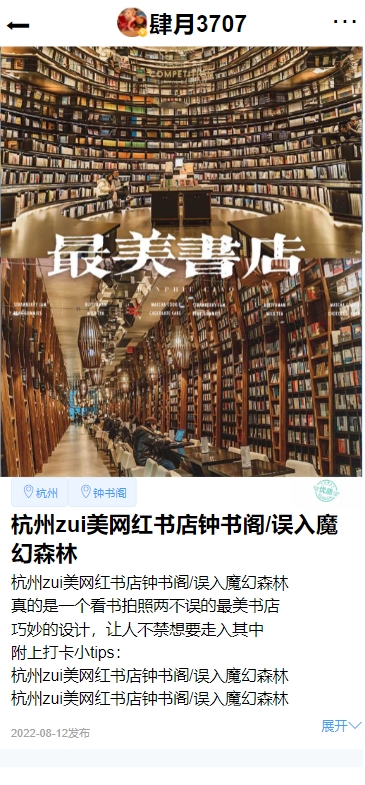 肆月3707
COMPETITI
最美書店
杭州
钟书阁
优质
杭州zui美网红书店钟书阁/误入魔
幻森林
杭州zui美网红书店钟书阁/误入魔幻森林
真的是一个看书拍照两不误的最美书店
巧妙的设计，让人不禁想要走入其中
附上打卡小tips：
杭州zui美网红书店钟书阁/误入魔幻森林
杭州zui美网红书店钟书阁/误入魔幻森林
2022-08-12发布
展开